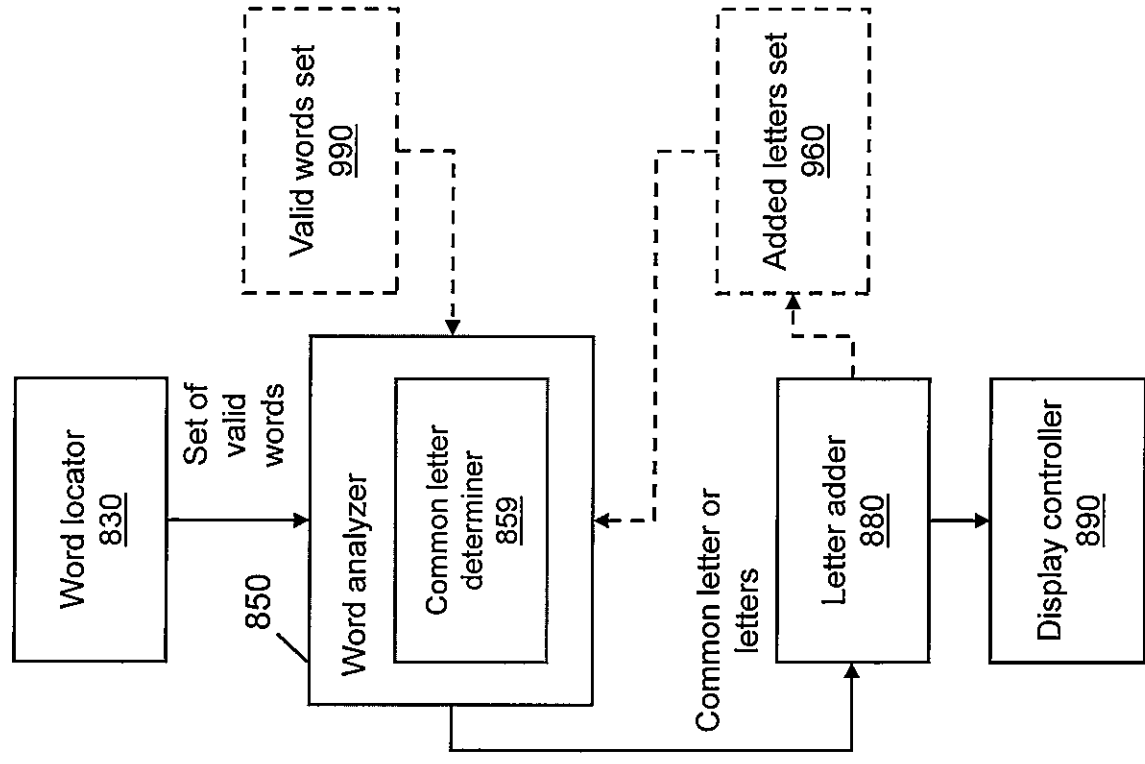 Word locator
830
Set of
valid
words
Valid words set
990
850
Word analyzer
Common letter
determiner
859
Common letter or
letters
Added letters set
960
Letter adder
880
Display controller
890